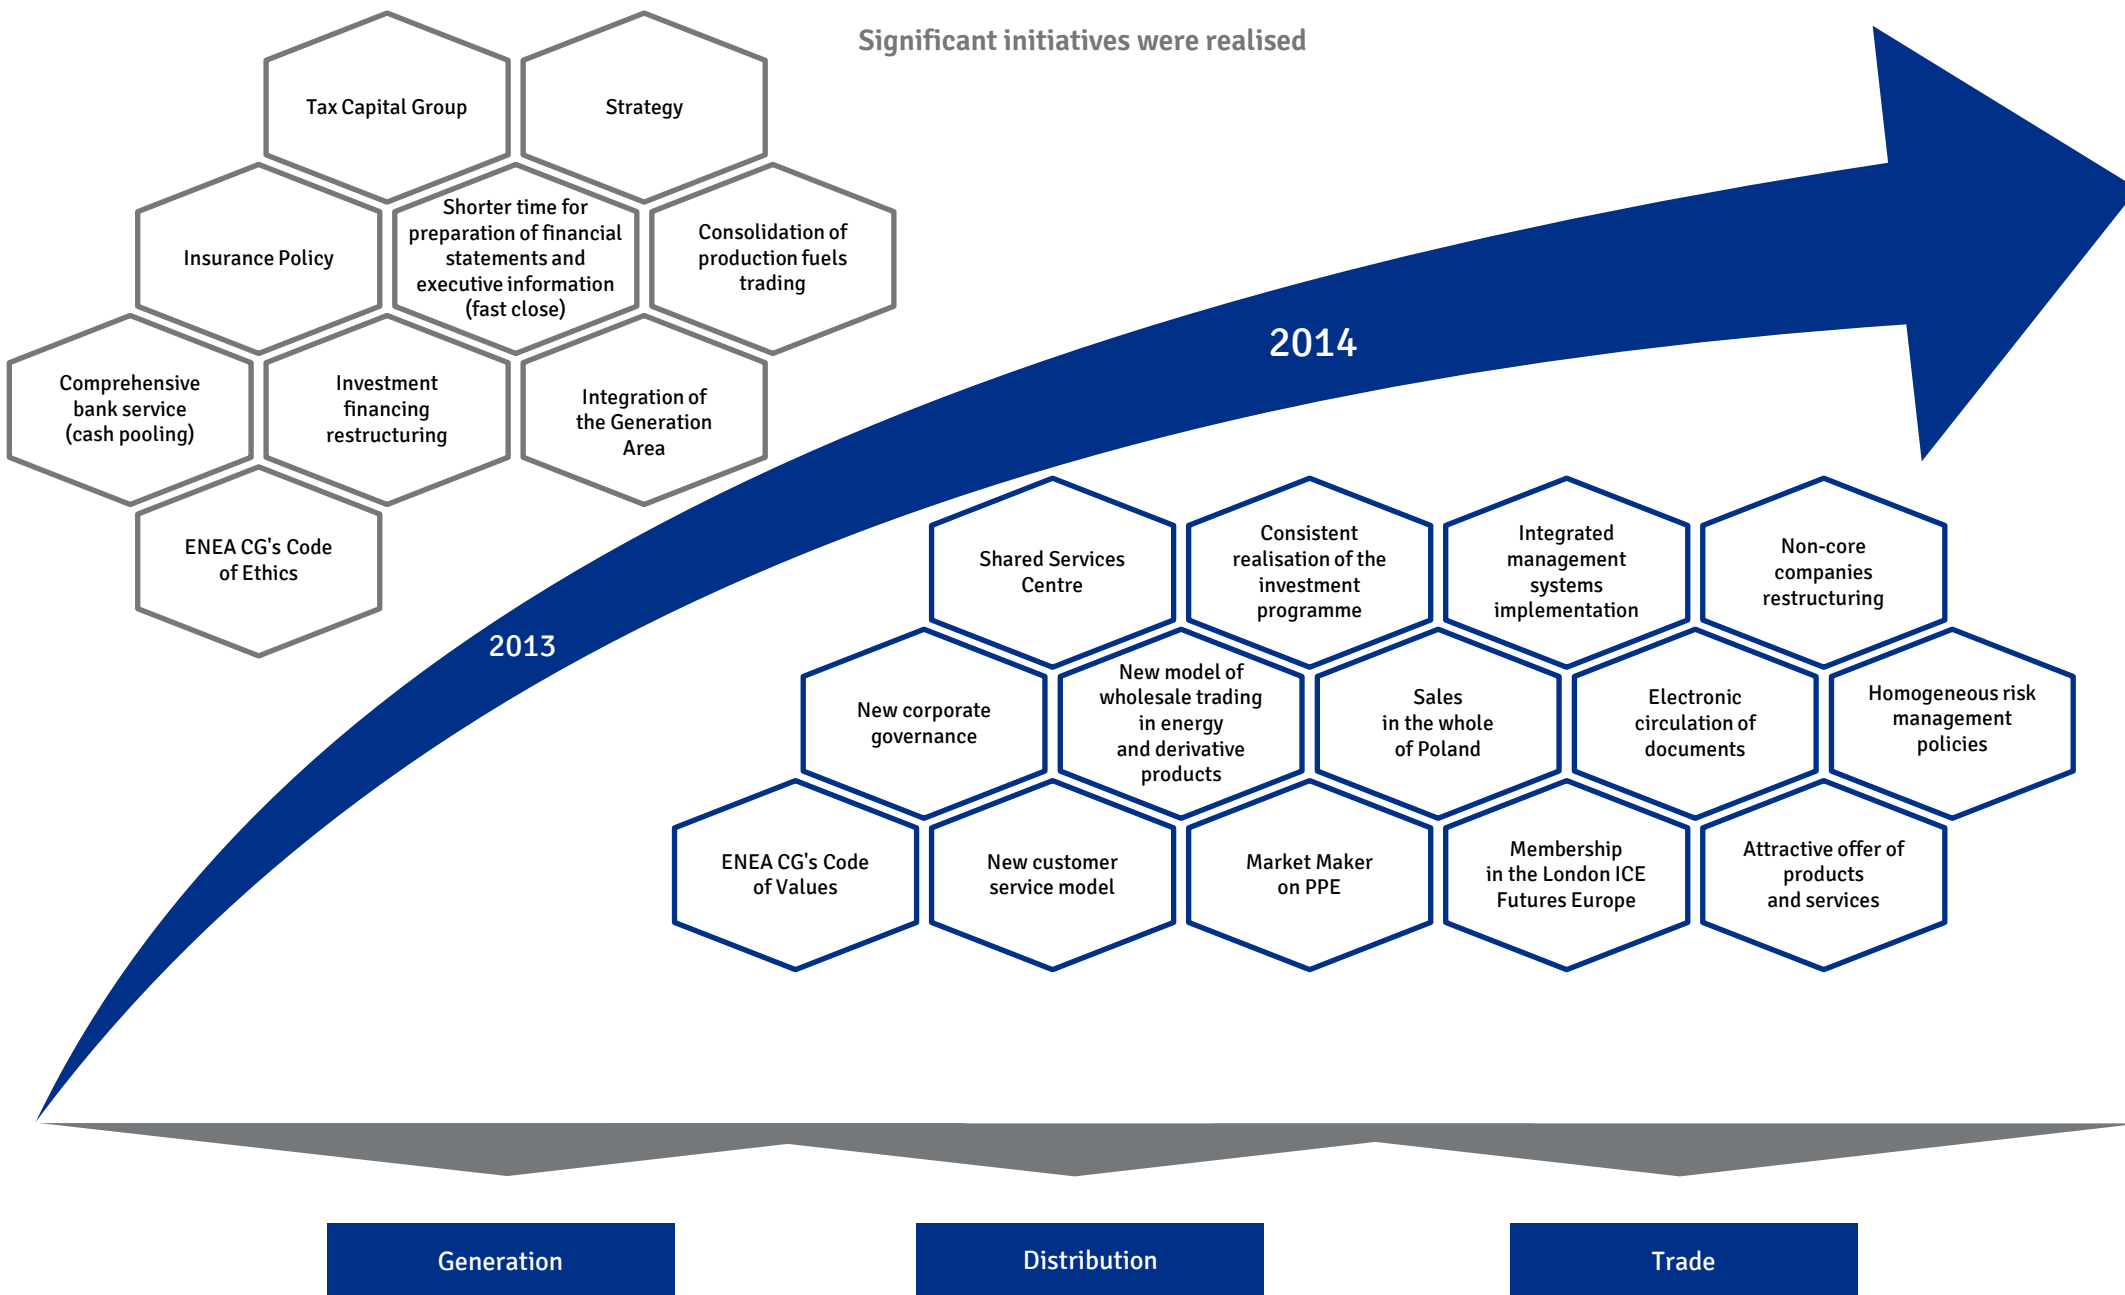 Significant initiatives were realised
Tax Capital Group
Strategy
Insurance Policy
Shorter time for
preparation of financial
statements and
executive information
(fast close)
Consolidation of
production fuels
trading
Comprehensive
bank service
(cash pooling)
Investment
financing
restructuring
Integration of
the Generation
Area
ENEA CG's Code
of Ethics
2013
2014
Shared Services
Centre
Consistent
realisation of the
investment
programme
Integrated
management
systems
implementation
Non-core
companies
restructuring
New corporate
governance
New model of
wholesale trading
in energy
and derivative
products
Sales
in the whole
of Poland
Electronic
circulation of
documents
Homogeneous risk
management
policies
ENEA CG's Code
of Values
New customer
service model
Market Maker
on PPE
Membership
in the London ICE
Futures Europe
Attractive offer of
products
and services
Generation
Distribution
Trade